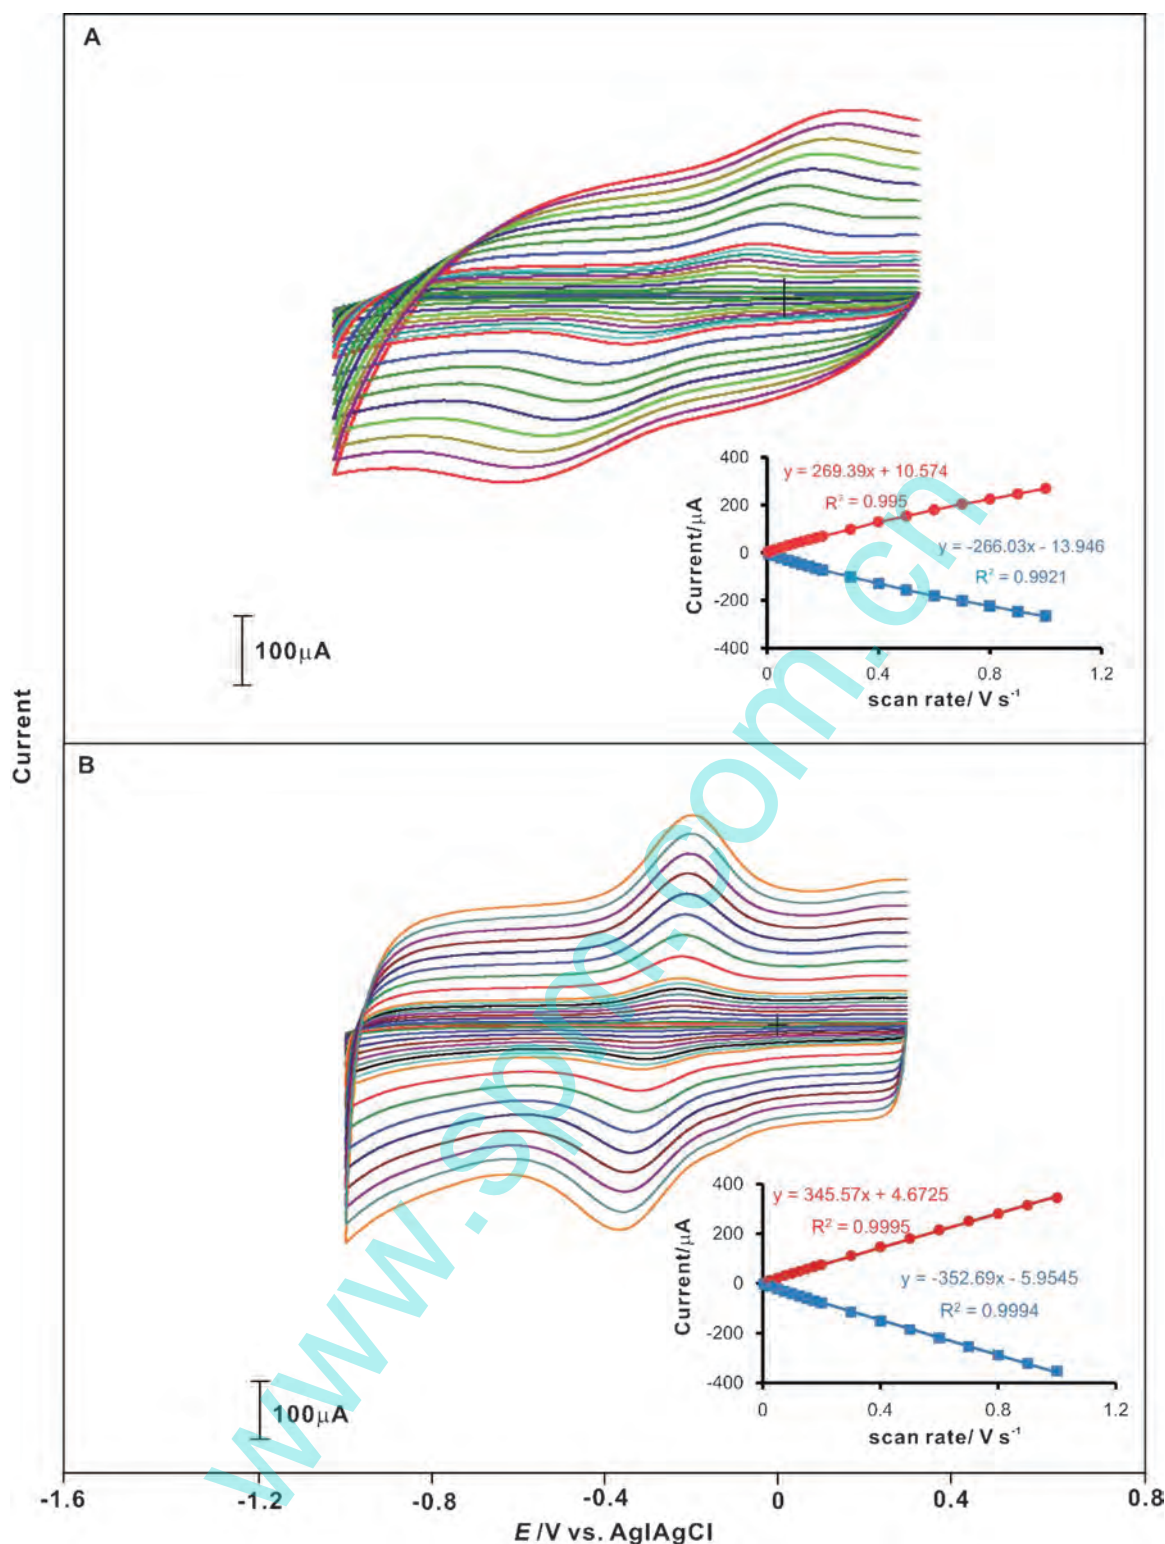 A
400
y = 269.39x + 10.574
200
R² = 0.995
Current/μA
0
y = -266.03x - 13.946
R² = 0.9921
-200
-400
0
0.4
0.8
1.2
scan rate/ V s⁻¹
100μA
Current
B
400
y = 345.57x + 4.6725
200
R² = 0.9995
Current/μA
0
y = -352.69x - 5.9545
R² = 0.9994
-200
-400
0
0.4
0.8
1.2
scan rate/ V s⁻¹
100μA
-1.6
-1.2
-0.8
-0.4
0
0.4
0.8
E /V vs. Ag|AgCl
www.spm.com.cn